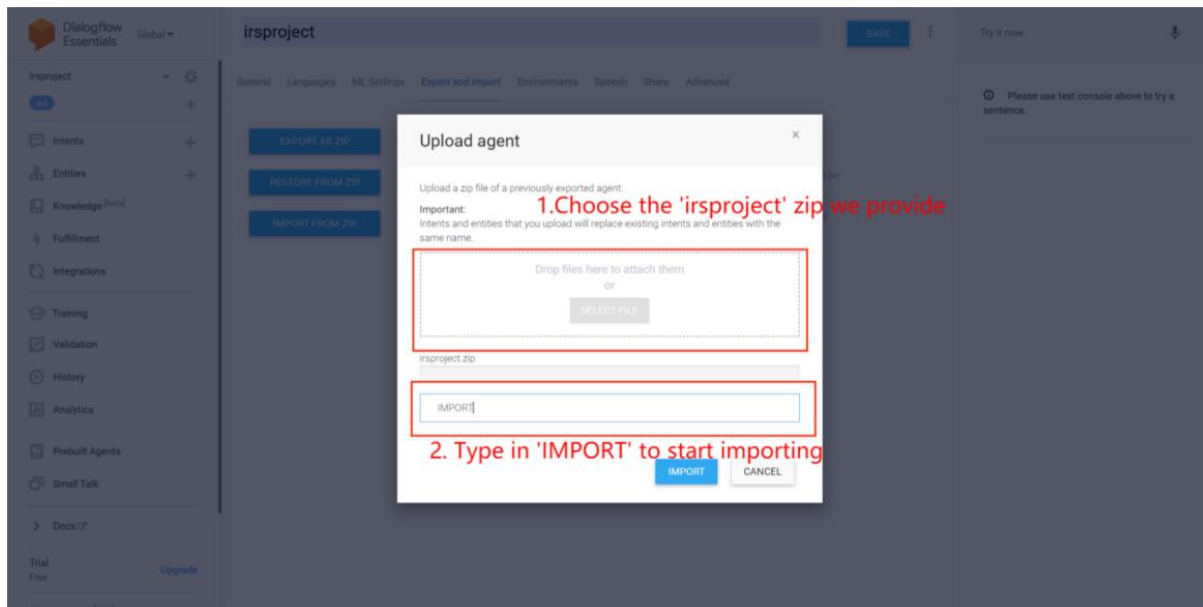 Dialogflow
Essentials
Global
irsproject
SAVE
Try it now
irsproject
en
General Languages ML Settings Export and Import Environments Speech Share Advanced
Please use test console above to try a
sentence.
Intents
Entities
Knowledge [beta]
Fulfillment
Integrations
Training
Validation
History
Analytics
Prebuilt Agents
Small Talk
Docs
Trial
Free
Upgrade
EXPORT AS ZIP
RESTORE FROM ZIP
IMPORT FROM ZIP
Upload agent
×
Upload a zip file of a previously exported agent.
1.Choose the 'irsproject' zip we provide
Important:
Intents and entities that you upload will replace existing intents and entities with the
same name.
Drop files here to attach them
or
SELECT FILE
irsproject.zip
IMPORT
2. Type in 'IMPORT' to start importing
IMPORT
CANCEL